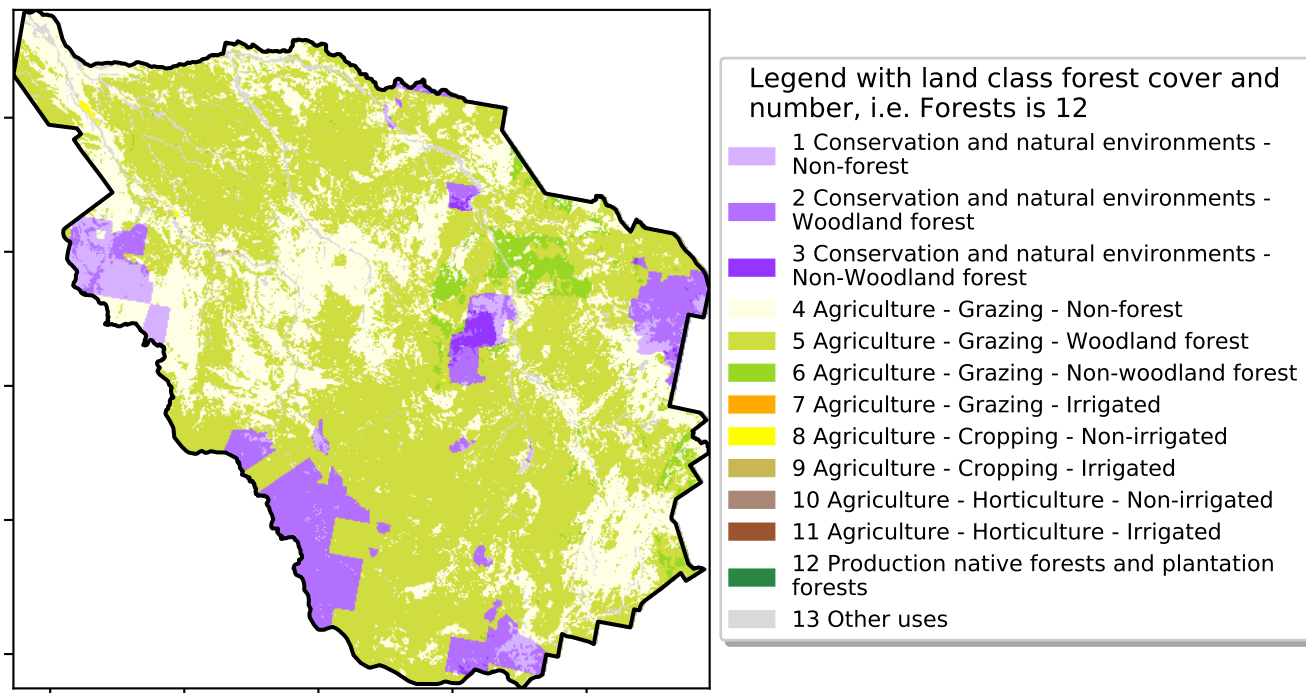 Legend with land class forest cover and
number, i.e. Forests is 12
1 Conservation and natural environments -
Non-forest
2 Conservation and natural environments -
Woodland forest
3 Conservation and natural environments -
Non-Woodland forest
4 Agriculture - Grazing - Non-forest
5 Agriculture - Grazing - Woodland forest
6 Agriculture - Grazing - Non-woodland forest
7 Agriculture - Grazing - Irrigated
8 Agriculture - Cropping - Non-irrigated
9 Agriculture - Cropping - Irrigated
10 Agriculture - Horticulture - Non-irrigated
11 Agriculture - Horticulture - Irrigated
12 Production native forests and plantation
forests
13 Other uses